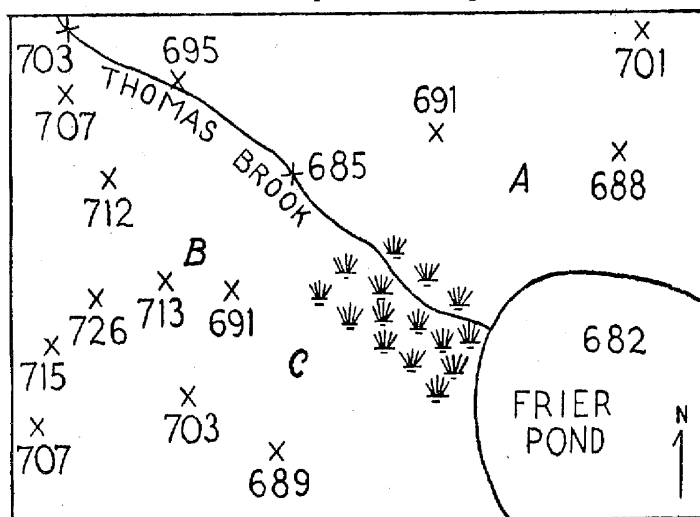 703
695
701
THOMAS BROOK
707
691
685
A
688
712
B
726
713
691
715
C
682
703
FRIER
POND
N
707
689